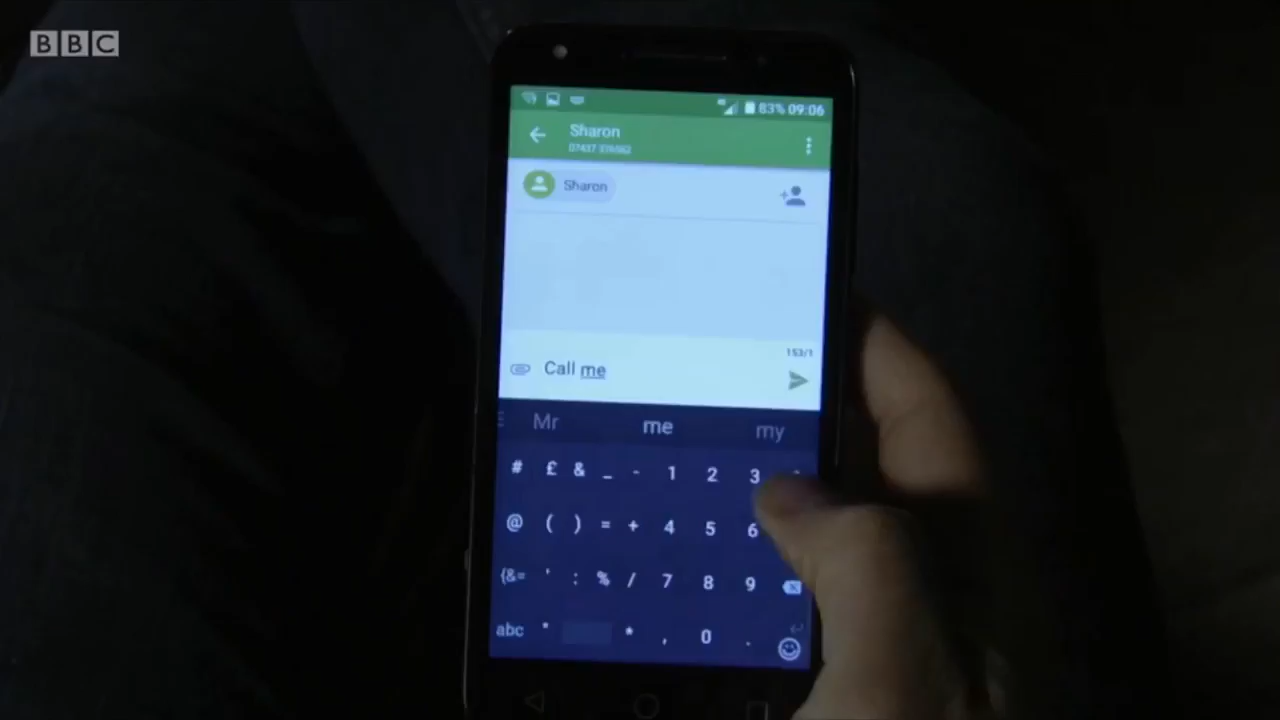 BBC
83% 09:06
Sharon
Sharon
153/1
Call me
Mr me my
# £ & _ - 1 2 3
@ ( ) = + 4 5 6
{&= ' : % / 7 8 9
abc " * , 0 .